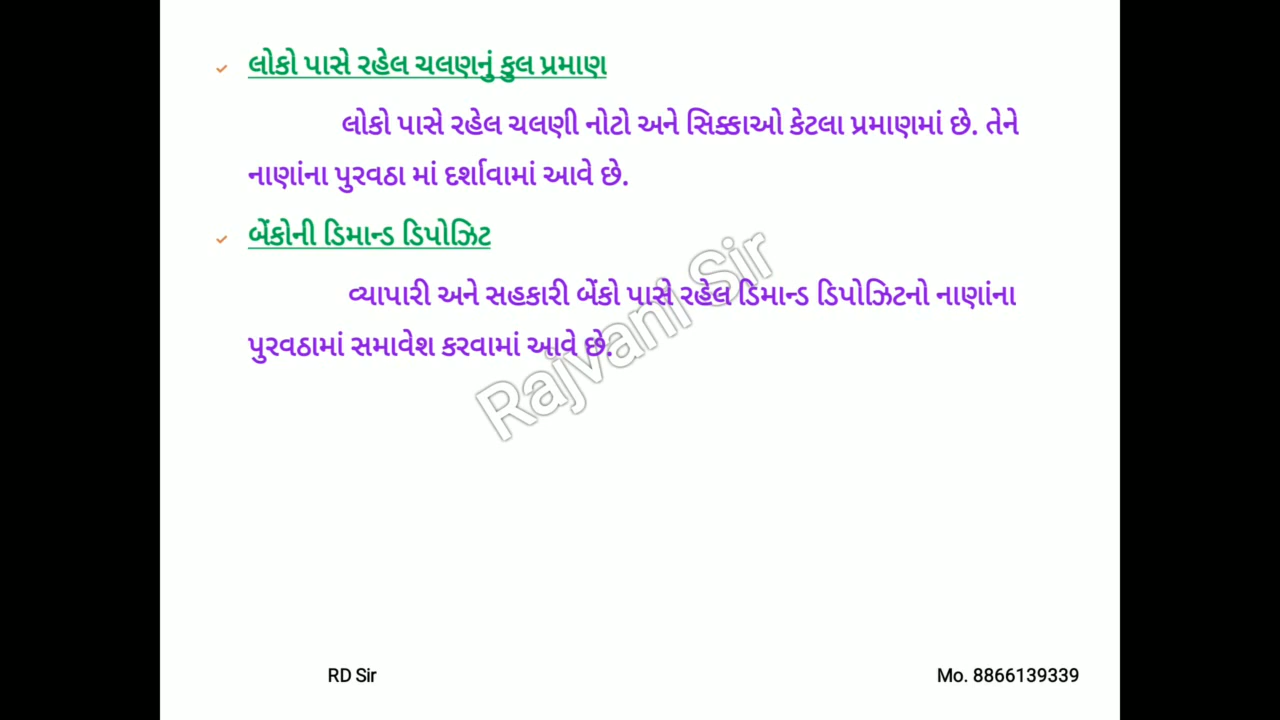 લોકો પાસે રહેલ ચલણનું કુલ પ્રમાણ
લોકો પાસે રહેલ ચલણી નોટો અને સિક્કાઓ કેટલા પ્રમાણમાં છે. તેને
નાણાંના પુરવઠા માં દર્શાવામાં આવે છે.
બેંકોની ડિમાન્ડ ડિપોઝિટ
વ્યાપારી અને સહકારી બેંકો પાસે રહેલ ડિમાન્ડ ડિપોઝિટનો નાણાંના
પુરવઠામાં સમાવેશ કરવામાં આવે છે.
Rajvani Sir
RD Sir
Mo. 8866139339